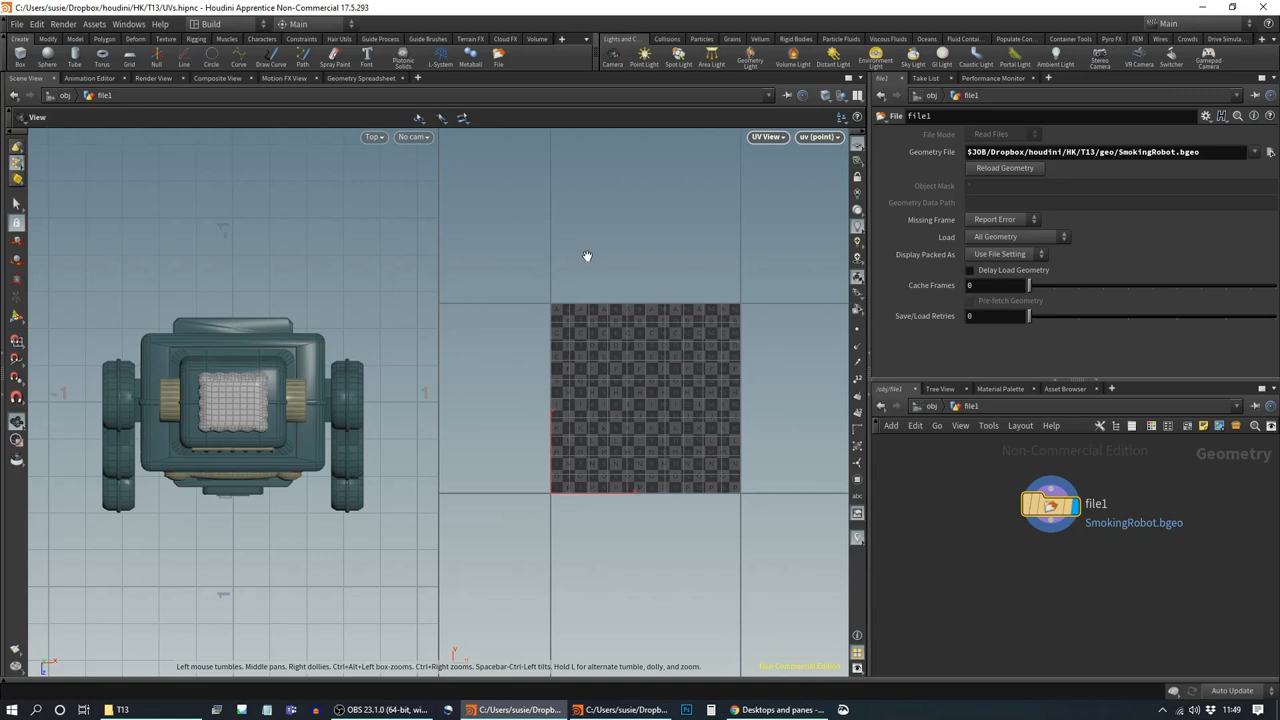 C:/Users/susie/Dropbox/houdini/HK/T13/UVs.hipnc - Houdini Apprentice Non-Commercial 17.5.293
File Edit Render Assets Windows Help Build Main Main
Create Modify Model Polygon Deform Texture Rigging Muscles Characters Constraints Hair Utils Guide Process Guide Brushes Terrain FX Cloud FX Volume
Lights and C... Collisions Particles Grains Vellum Rigid Bodies Particle Fluids Viscous Fluids Oceans Fluid Contai... Populate Con... Container Tools Pyro FX FEM Wires Crowds Drive Simula...
Box Sphere Tube Torus Grid Null Line Circle Curve Draw Curve Path Spray Paint Font Platonic Solids L-System Metaball File
Camera Point Light Spot Light Area Light Geometry Light Volume Light Distant Light Environment Light Sky Light GI Light Caustic Light Portal Light Ambient Light Stereo Camera VR Camera Switcher Gamepad Camera
Scene View Animation Editor Render View Composite View Motion FX View Geometry Spreadsheet
file1 Take List Performance Monitor
obj file1
obj file1
View
File file1
Top No cam UV View uv (point)
File Mode Read Files
Geometry File $JOB/Dropbox/houdini/HK/T13/geo/SmokingRobot.bgeo
Reload Geometry
Object Mask *
Geometry Data Path
Missing Frame Report Error
Load All Geometry
Display Packed As Use File Setting
Delay Load Geometry
Cache Frames 0
Pre-fetch Geometry
Save/Load Retries 0
/obj/file1 Tree View Material Palette Asset Browser
obj file1
Add Edit Go View Tools Layout Help
Non-Commercial Edition Geometry
file1
SmokingRobot.bgeo
abc
Left mouse tumbles. Middle pans. Right dollies. Ctrl+Alt+Left box-zooms. Ctrl+Right zooms. Spacebar-Ctrl-Left tilts. Hold L for alternate tumble, dolly, and zoom.
Non-Commercial Edition
Auto Update
T13 OBS 23.1.0 (64-bit, w... C:/Users/susie/Dropb... C:/Users/susie/Dropb... Desktops and panes -... 11:49